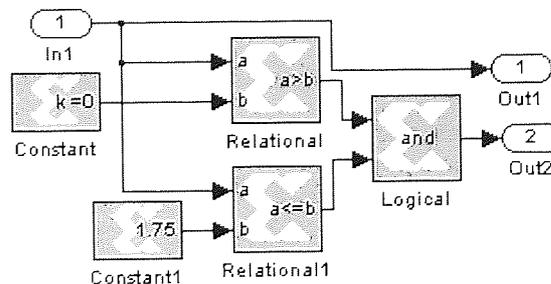 1
In1
a
b
a>b
Relational
k =0
Constant
1
Out1
and
Logical
2
Out2
a
b
a<=b
Relational1
1.75
Constant1